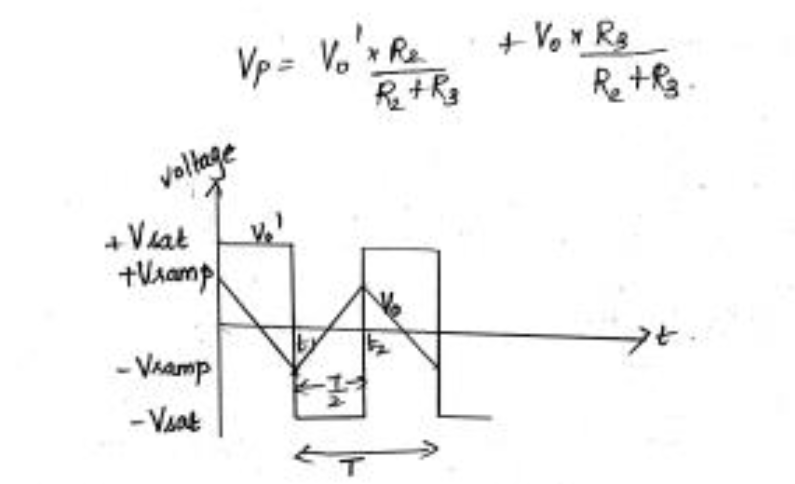 Vp = Vo' * R2 / R2 + R3 + Vo * R3 / R2 + R3.
voltage
+Vsat
Vo'
+Vramp
Vo
t1
t2
t
-Vramp
T/2
-Vsat
T